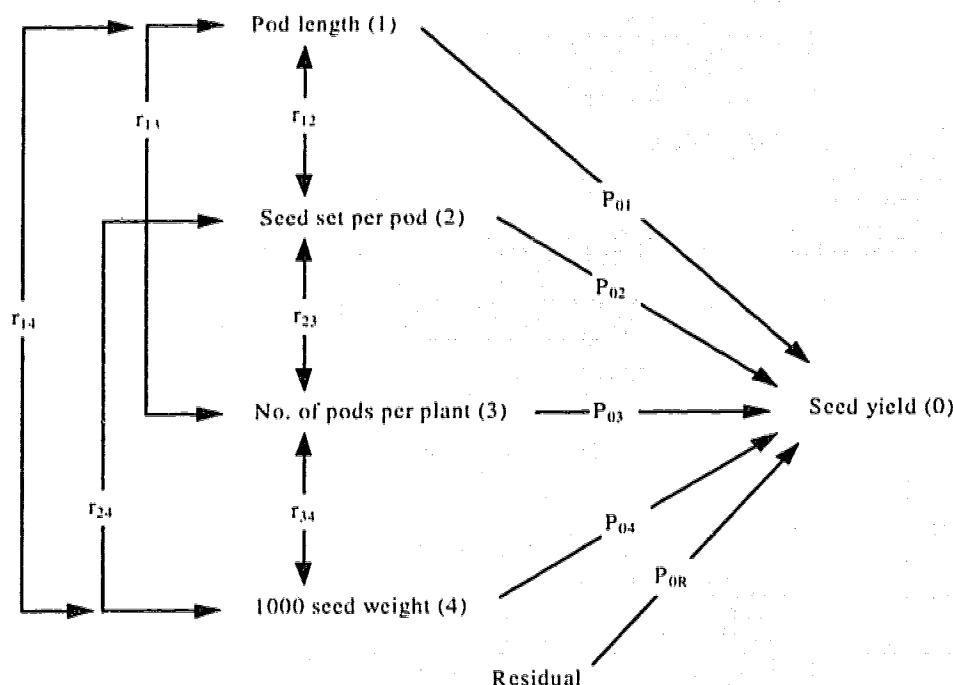 Pod length (1)
r13
r12
P01
Seed set per pod (2)
P02
r14
r23
No. of pods per plant (3)
P03
Seed yield (0)
r24
r34
P04
P0R
1000 seed weight (4)
Residual